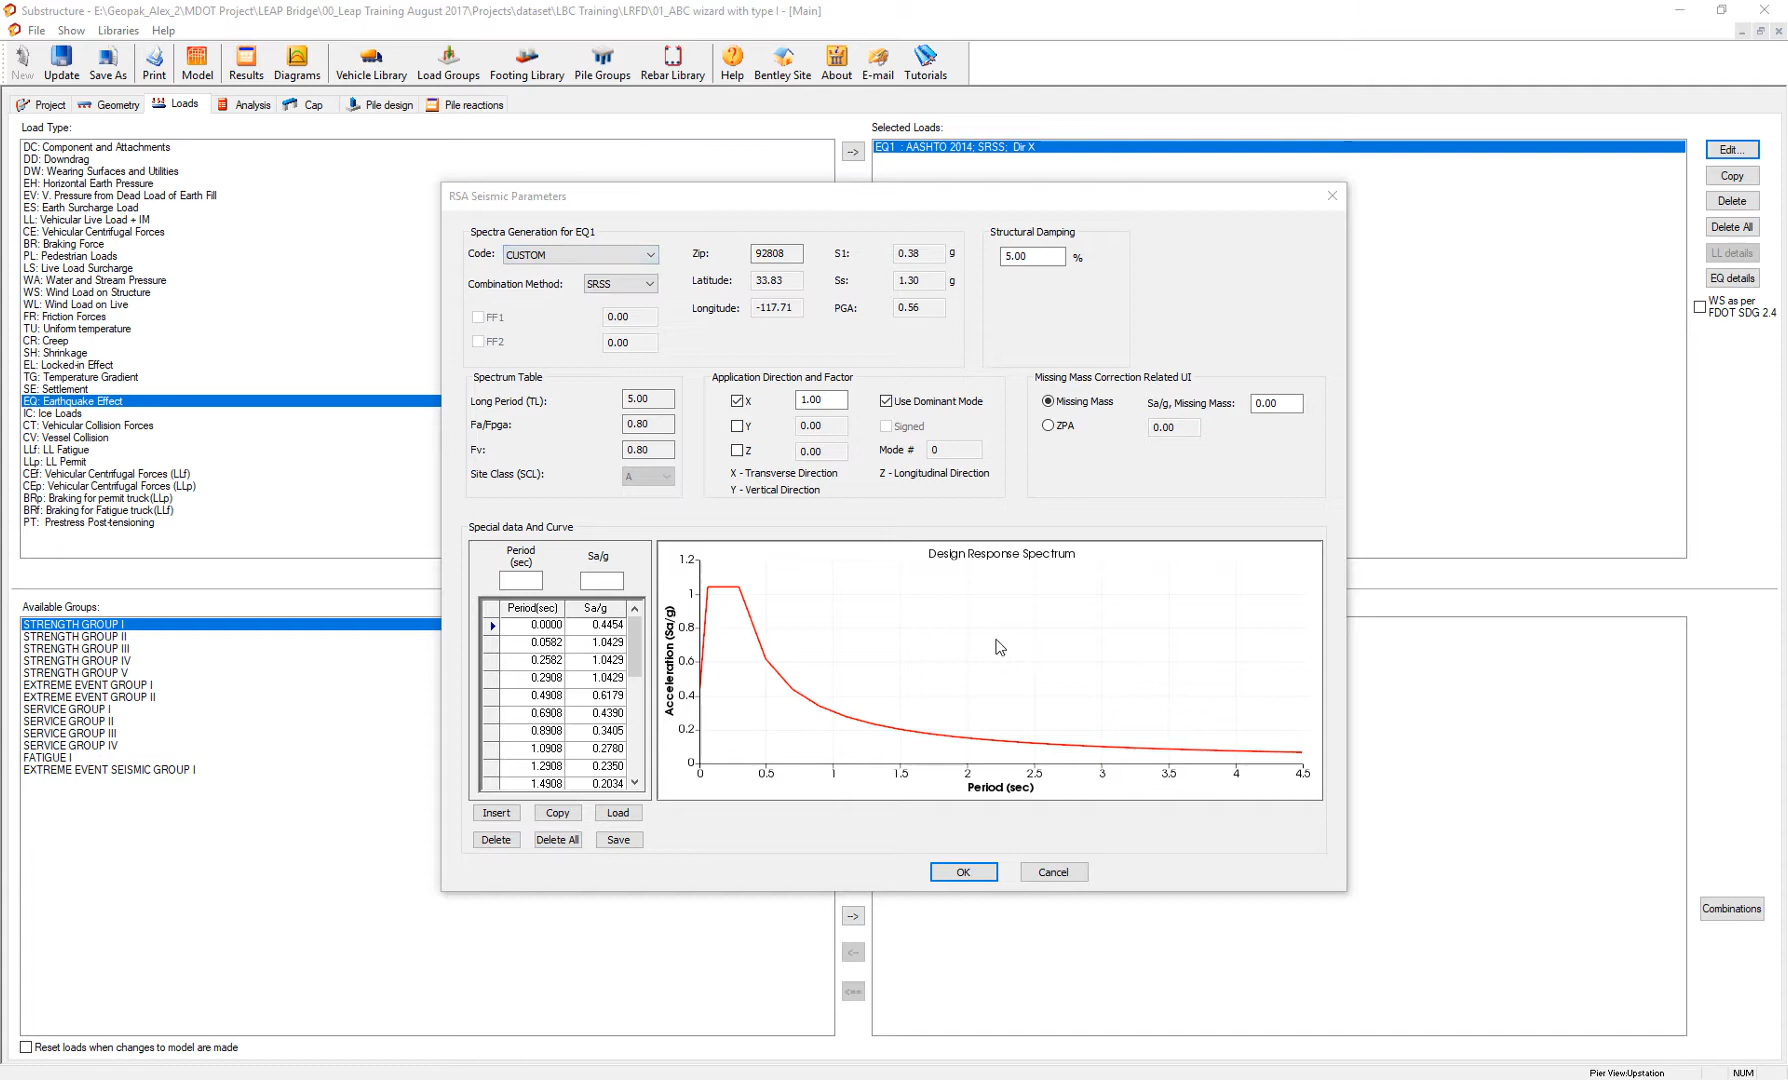 Substructure - E:\Geopak_Alex_2\MDOT Project\LEAP Bridge\00_Leap Training August 2017\Projects\dataset\LBC Training\LRFD\01_ABC wizard with type I - [Main]
File Show Libraries Help
New Update Save As Print Model Results Diagrams Vehicle Library Load Groups Footing Library Pile Groups Rebar Library Help Bentley Site About E-mail Tutorials
Project Geometry Loads Analysis Cap Pile design Pile reactions
Load Type:
DC: Component and Attachments
DD: Downdrag
DW: Wearing Surfaces and Utilities
EH: Horizontal Earth Pressure
EV: V. Pressure from Dead Load of Earth Fill
ES: Earth Surcharge Load
LL: Vehicular Live Load + IM
CE: Vehicular Centrifugal Forces
BR: Braking Force
PL: Pedestrian Loads
LS: Live Load Surcharge
WA: Water and Stream Pressure
WS: Wind Load on Structure
WL: Wind Load on Live
FR: Friction Forces
TU: Uniform temperature
CR: Creep
SH: Shrinkage
EL: Locked-in Effect
TG: Temperature Gradient
SE: Settlement
EQ: Earthquake Effect
IC: Ice Loads
CT: Vehicular Collision Forces
CV: Vessel Collision
LLf: LL Fatigue
LLp: LL Permit
CEf: Vehicular Centrifugal Forces (LLf)
CEp: Vehicular Centrifugal Forces (LLp)
BRp: Braking for permit truck(LLp)
BRf: Braking for Fatigue truck(LLf)
PT: Prestress Post-tensioning
-->
Selected Loads:
EQ1 : AASHTO 2014; SRSS; Dir X
Edit...
Copy
Delete
Delete All
LL details
EQ details
WS as per
FDOT SDG 2.4
RSA Seismic Parameters
Spectra Generation for EQ1
Code: CUSTOM
Combination Method: SRSS
FF1 0.00
FF2 0.00
Zip: 92808
Latitude: 33.83
Longitude: -117.71
S1: 0.38 g
Ss: 1.30 g
PGA: 0.56
Structural Damping
5.00 %
Spectrum Table
Long Period (TL): 5.00
Fa/Fpga: 0.80
Fv: 0.80
Site Class (SCL): A
Application Direction and Factor
X 1.00
Y 0.00
Z 0.00
Use Dominant Mode
Signed
Mode # 0
X - Transverse Direction Z - Longitudinal Direction
Y - Vertical Direction
Missing Mass Correction Related UI
Missing Mass Sa/g, Missing Mass: 0.00
ZPA 0.00
Special data And Curve
Period
(sec)
Sa/g
Period(sec) Sa/g
0.0000 0.4454
0.0582 1.0429
0.2582 1.0429
0.2908 1.0429
0.4908 0.6179
0.6908 0.4390
0.8908 0.3405
1.0908 0.2780
1.2908 0.2350
1.4908 0.2034
Insert Copy Load
Delete Delete All Save
Design Response Spectrum
Acceleration (Sa/g)
1.2
1
0.8
0.6
0.4
0.2
0
0 0.5 1 1.5 2 2.5 3 3.5 4 4.5
Period (sec)
OK Cancel
Available Groups:
STRENGTH GROUP I
STRENGTH GROUP II
STRENGTH GROUP III
STRENGTH GROUP IV
STRENGTH GROUP V
EXTREME EVENT GROUP I
EXTREME EVENT GROUP II
SERVICE GROUP I
SERVICE GROUP II
SERVICE GROUP III
SERVICE GROUP IV
FATIGUE I
EXTREME EVENT SEISMIC GROUP I
-->
<--
<==
Combinations
Reset loads when changes to model are made
Pier View:Upstation NUM